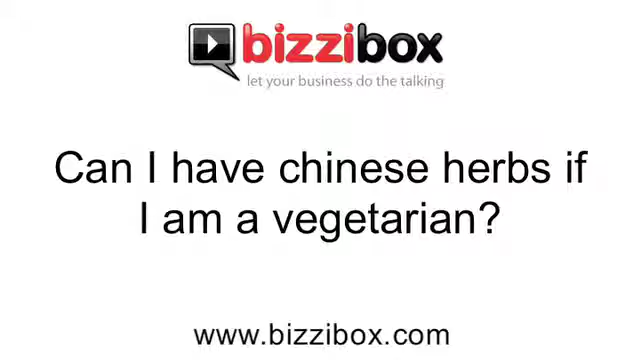 bizzibox
let your business do the talking
Can I have chinese herbs if
I am a vegetarian?
www.bizzibox.com